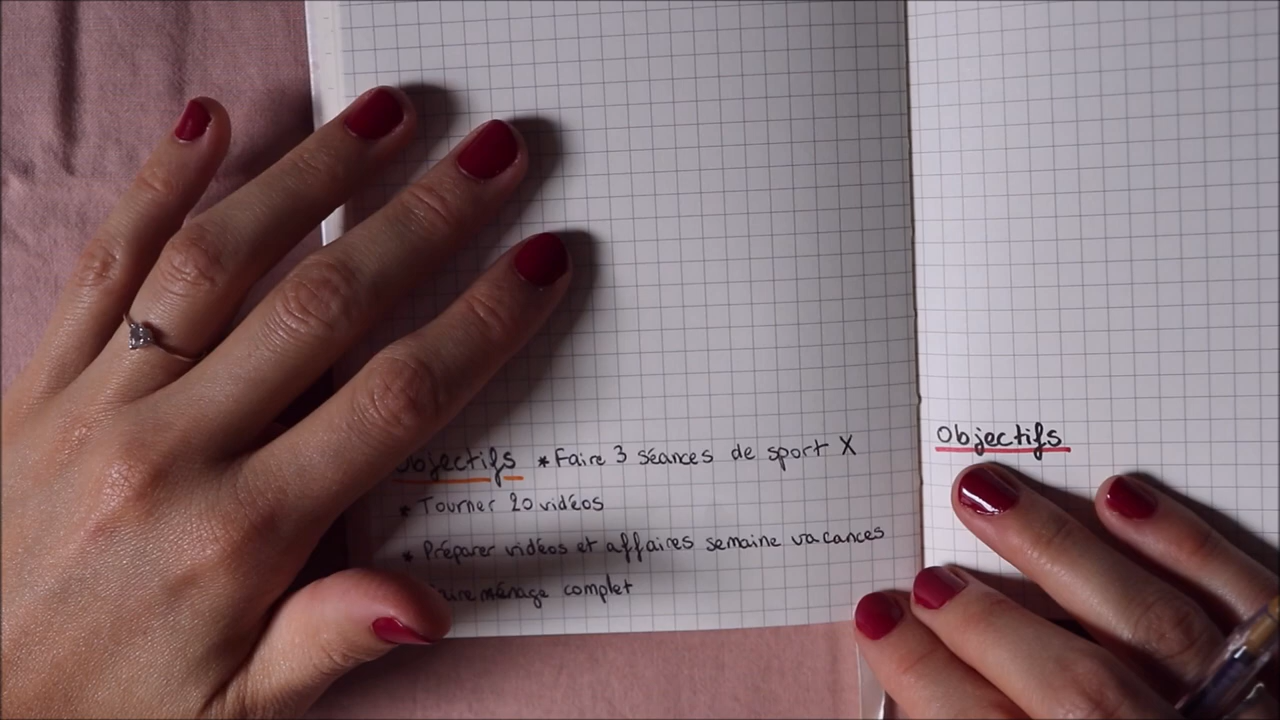 Objectifs * Faire 3 séances de sport X
* Tourner 20 vidéos
* Préparer vidéos et affaires semaine vacances
ménage complet
Objectifs